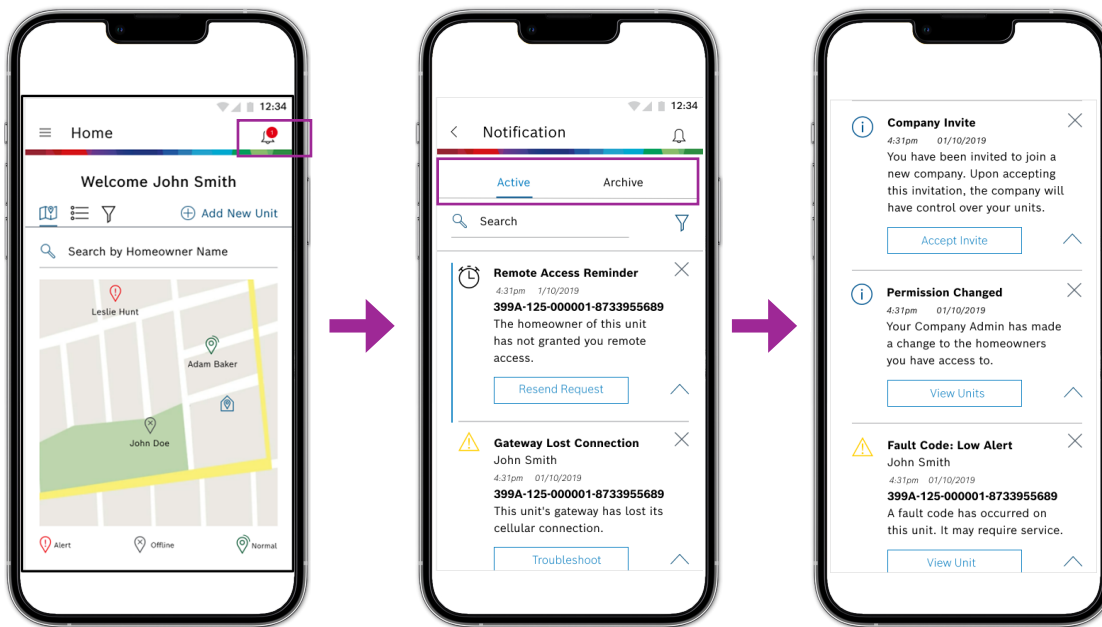 12:34
Home
1
Welcome John Smith
Add New Unit
Search by Homeowner Name
Leslie Hunt
Adam Baker
John Doe
Alert
Offline
Normal
12:34
Notification
Active
Archive
Search
Remote Access Reminder
4:31pm 1/10/2019
399A-125-000001-8733955689
The homeowner of this unit
has not granted you remote
access.
Resend Request
Gateway Lost Connection
John Smith
4:31pm 01/10/2019
399A-125-000001-8733955689
This unit's gateway has lost its
cellular connection.
Troubleshoot
Company Invite
4:31pm 01/10/2019
You have been invited to join a
new company. Upon accepting
this invitation, the company will
have control over your units.
Accept Invite
Permission Changed
4:31pm 01/10/2019
Your Company Admin has made
a change to the homeowners
you have access to.
View Units
Fault Code: Low Alert
John Smith
4:31pm 01/10/2019
399A-125-000001-8733955689
A fault code has occurred on
this unit. It may require service.
View Unit